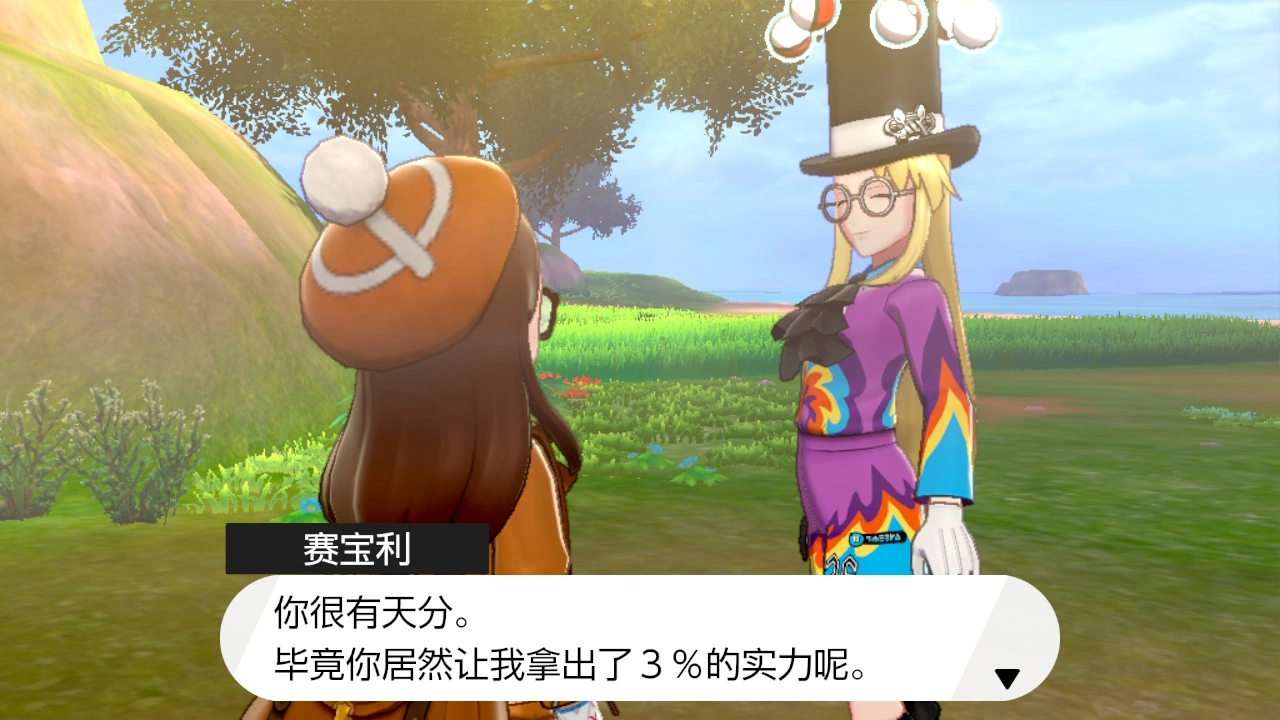 赛宝利
你很有天分。
毕竟你居然让我拿出了３％的实力呢。